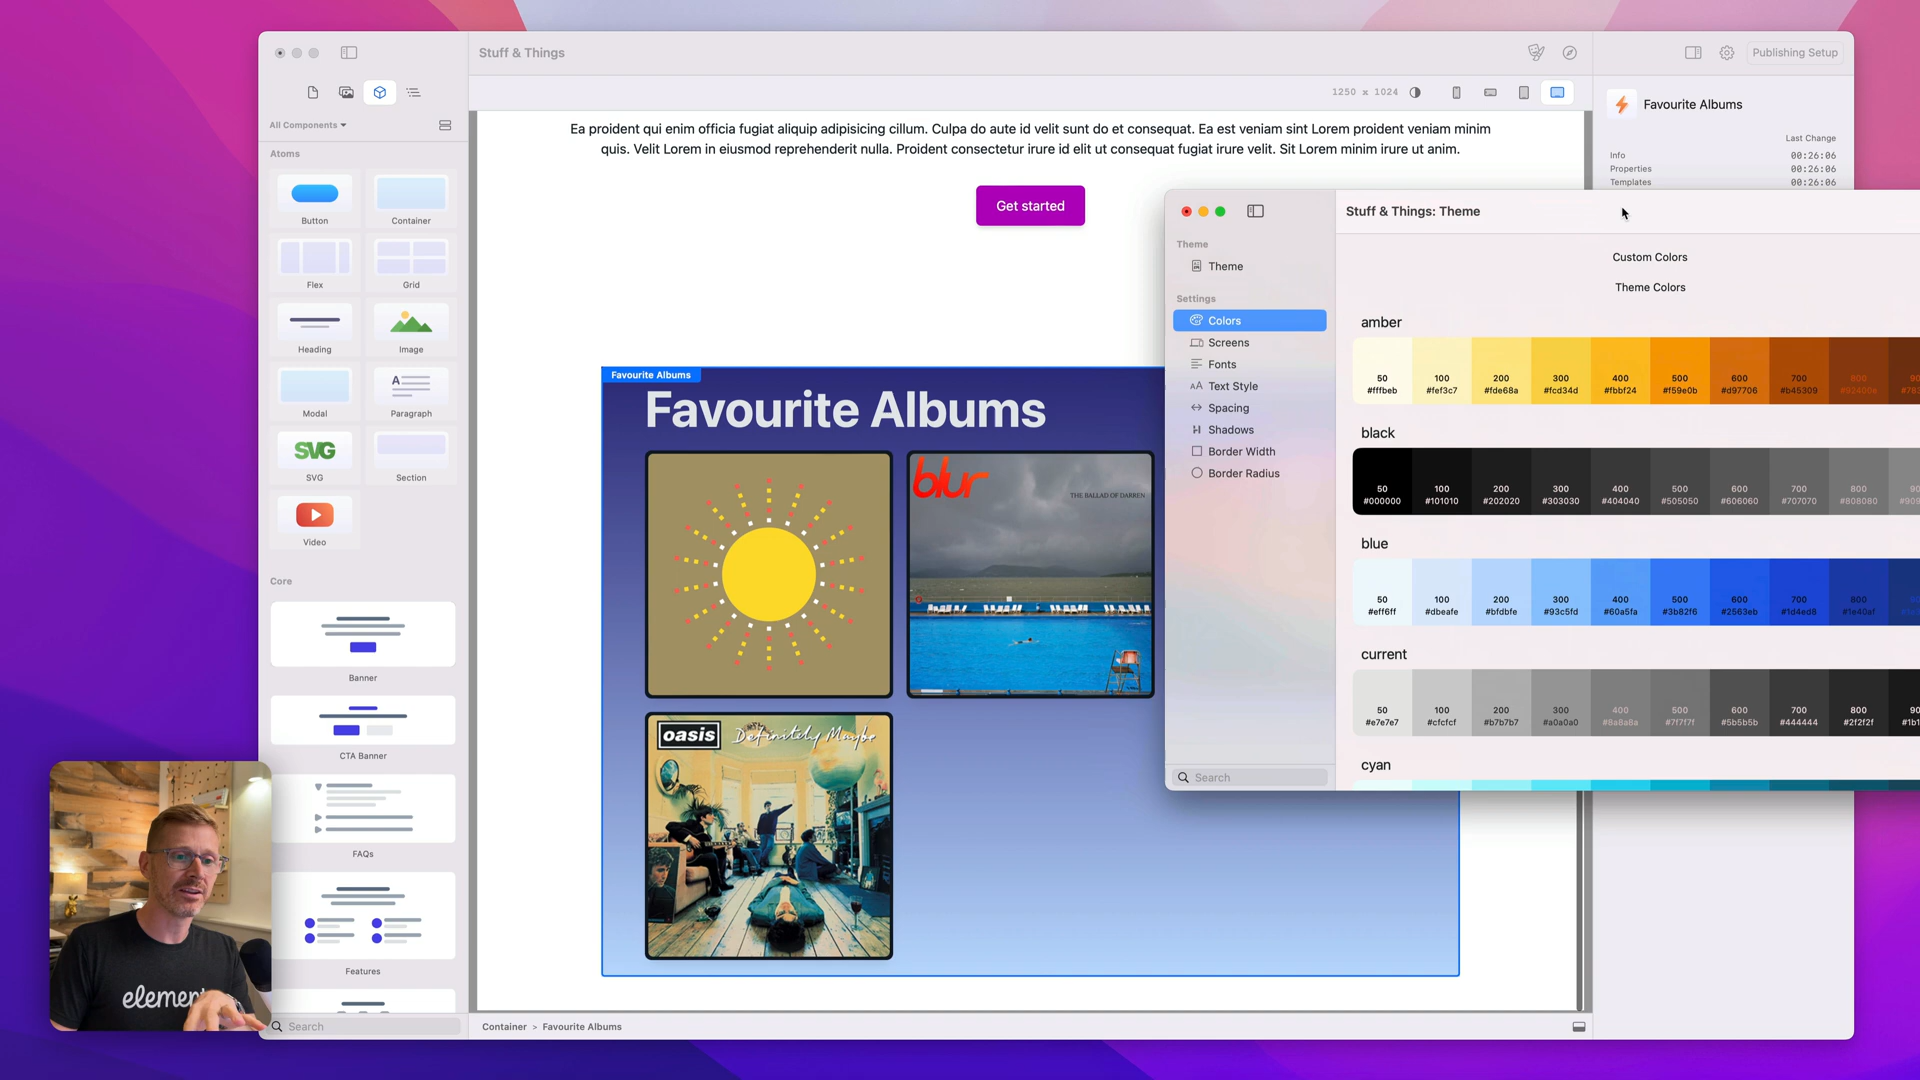 Stuff & Things
Publishing Setup
1250 x 1024
Favourite Albums
Last Change
Info 00:26:06
Properties 00:26:06
Templates 00:26:06
All Components
Atoms
Button
Container
Flex
Grid
Heading
Image
Modal
A
Paragraph
SVG
SVG
Section
Video
Core
Banner
CTA Banner
FAQs
Features
Search
Ea proident qui enim officia fugiat aliquip adipisicing cillum. Culpa do aute id velit sunt do et consequat. Ea est veniam sint Lorem proident veniam minim
quis. Velit Lorem in eiusmod reprehenderit nulla. Proident consectetur irure id elit ut consequat fugiat irure velit. Sit Lorem minim irure ut anim.
Get started
Favourite Albums
Favourite Albums
blur
THE BALLAD OF DARREN
oasis
Definitely Maybe
Container > Favourite Albums
Stuff & Things: Theme
Theme
Theme
Settings
Colors
Screens
Fonts
AA Text Style
Spacing
Shadows
Border Width
Border Radius
Search
Custom Colors
Theme Colors
amber
50 100 200 300 400 500 600 700 800
#fffbeb #fef3c7 #fde68a #fcd34d #fbbf24 #f59e0b #d97706 #b45309 #92400e
black
50 100 200 300 400 500 600 700 800
#000000 #101010 #202020 #303030 #404040 #505050 #606060 #707070 #808080
blue
50 100 200 300 400 500 600 700 800
#eff6ff #dbeafe #bfdbfe #93c5fd #60a5fa #3b82f6 #2563eb #1d4ed8 #1e40af
current
50 100 200 300 400 500 600 700 800
#e7e7e7 #cfcfcf #b7b7b7 #a0a0a0 #8a8a8a #7f7f7f #5b5b5b #444444 #2f2f2f
cyan